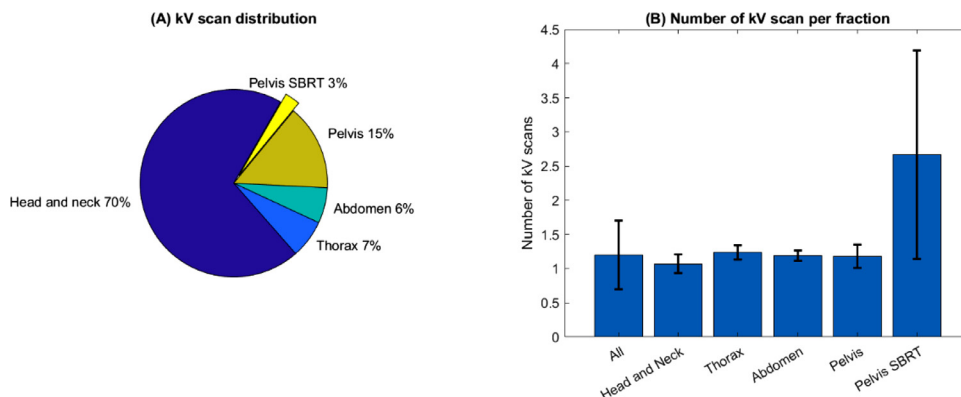 (A) kV scan distribution
Pelvis SBRT 3%
Pelvis 15%
Head and neck 70%
Abdomen 6%
Thorax 7%
(B) Number of kV scan per fraction
Number of kV scans
4.5
4
3.5
3
2.5
2
1.5
1
0.5
0
All
Head and Neck
Thorax
Abdomen
Pelvis
Pelvis SBRT